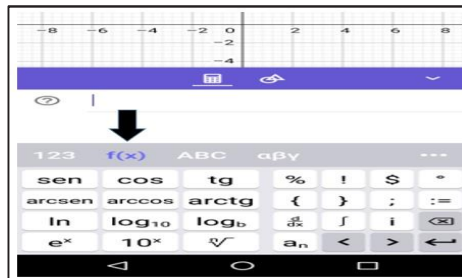 -8 -6 -4 -2 0 2 4 6 8
-2
-4
123 f(x) ABC αβγ
sen cos tg % ! $ °
arcsen arccos arctg { } ; :=
ln log₁₀ log_b d/dx ∫ i
eˣ 10ˣ ⁿ√ aₙ < >